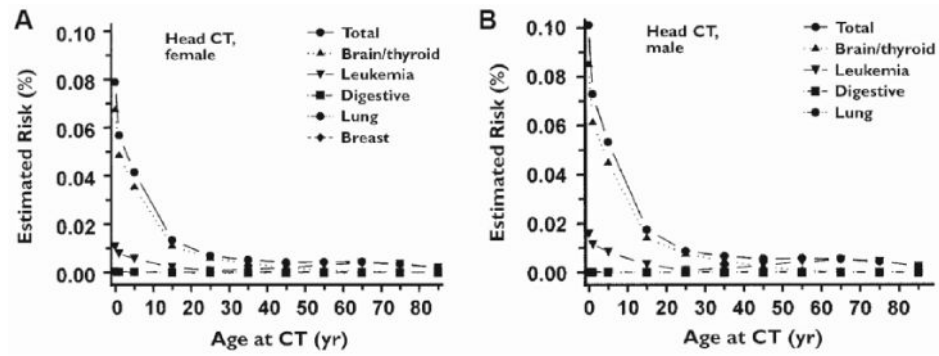 A
Head CT,
female
Total
Brain/thyroid
Leukemia
Digestive
Lung
Breast
Estimated Risk (%)
0.10
0.08
0.06
0.04
0.02
0.00
0 10 20 30 40 50 60 70 80
Age at CT (yr)
B
Head CT,
male
Total
Brain/thyroid
Leukemia
Digestive
Lung
Estimated Risk (%)
0.10
0.08
0.06
0.04
0.02
0.00
0 10 20 30 40 50 60 70 80
Age at CT (yr)